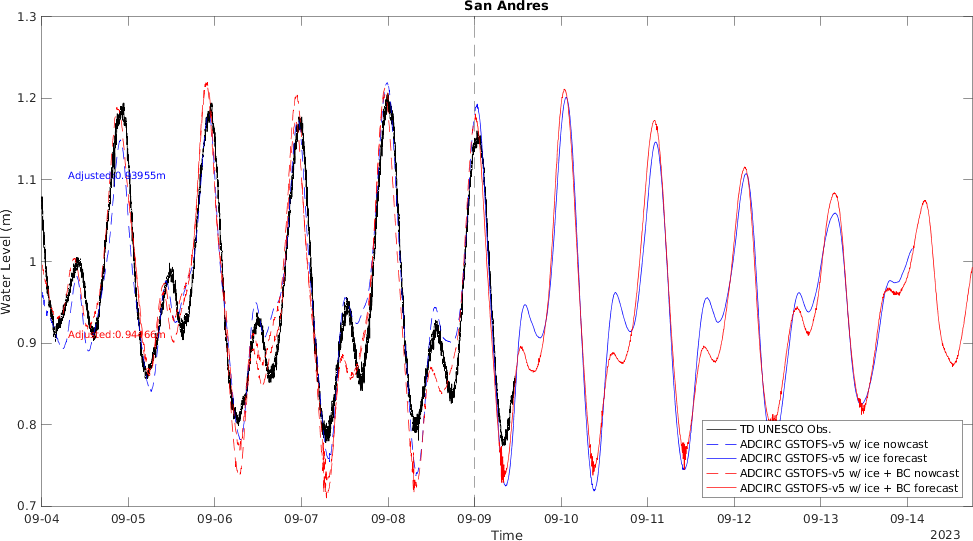 San Andres
1.3
1.2
1.1
1
0.9
0.8
0.7
Water Level (m)
Adjusted:0.93955m
Adjusted:0.94466m
TD UNESCO Obs.
ADCIRC GSTOFS-v5 w/ ice nowcast
ADCIRC GSTOFS-v5 w/ ice forecast
ADCIRC GSTOFS-v5 w/ ice + BC nowcast
ADCIRC GSTOFS-v5 w/ ice + BC forecast
09-04 09-05 09-06 09-07 09-08 09-09 09-10 09-11 09-12 09-13 09-14
Time
2023